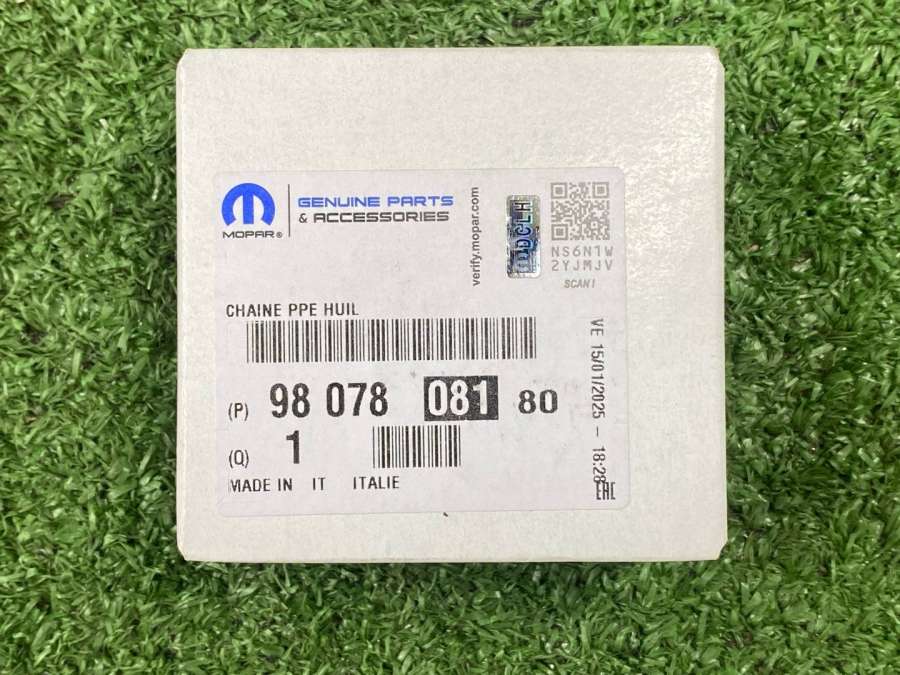 MOPAR®
GENUINE PARTS
& ACCESSORIES
verify.mopar.com
IDDCLH
NS6N1W
2YJMJV
SCAN!
CHAINE PPE HUIL
(P) 98 078 081 80
(Q) 1
MADE IN IT ITALIE
VE 15/01/2025 - 18:28
EAC